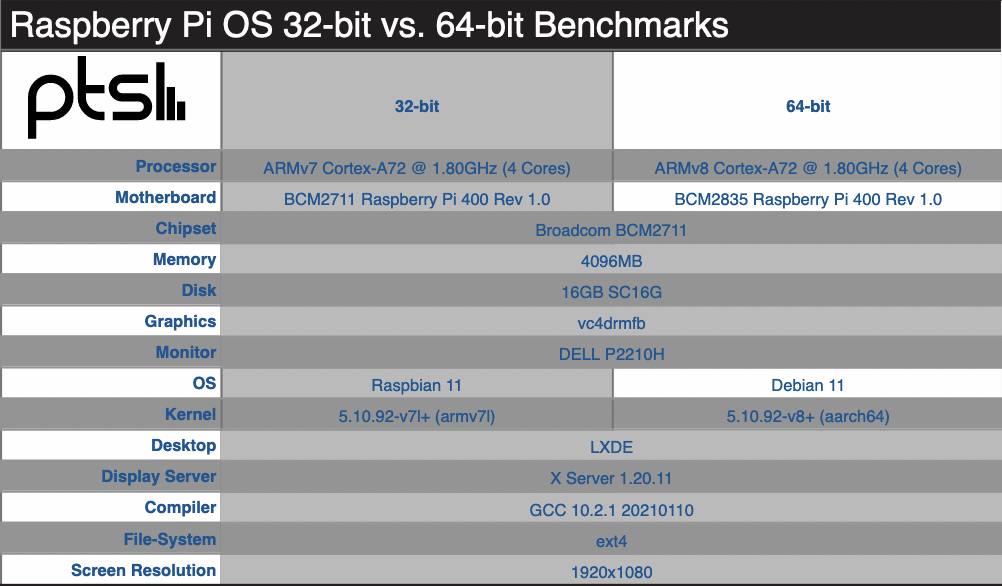 Raspberry Pi OS 32-bit vs. 64-bit Benchmarks
pts
32-bit 64-bit
Processor ARMv7 Cortex-A72 @ 1.80GHz (4 Cores) ARMv8 Cortex-A72 @ 1.80GHz (4 Cores)
Motherboard BCM2711 Raspberry Pi 400 Rev 1.0 BCM2835 Raspberry Pi 400 Rev 1.0
Chipset Broadcom BCM2711
Memory 4096MB
Disk 16GB SC16G
Graphics vc4drmfb
Monitor DELL P2210H
OS Raspbian 11 Debian 11
Kernel 5.10.92-v7l+ (armv7l) 5.10.92-v8+ (aarch64)
Desktop LXDE
Display Server X Server 1.20.11
Compiler GCC 10.2.1 20210110
File-System ext4
Screen Resolution 1920x1080